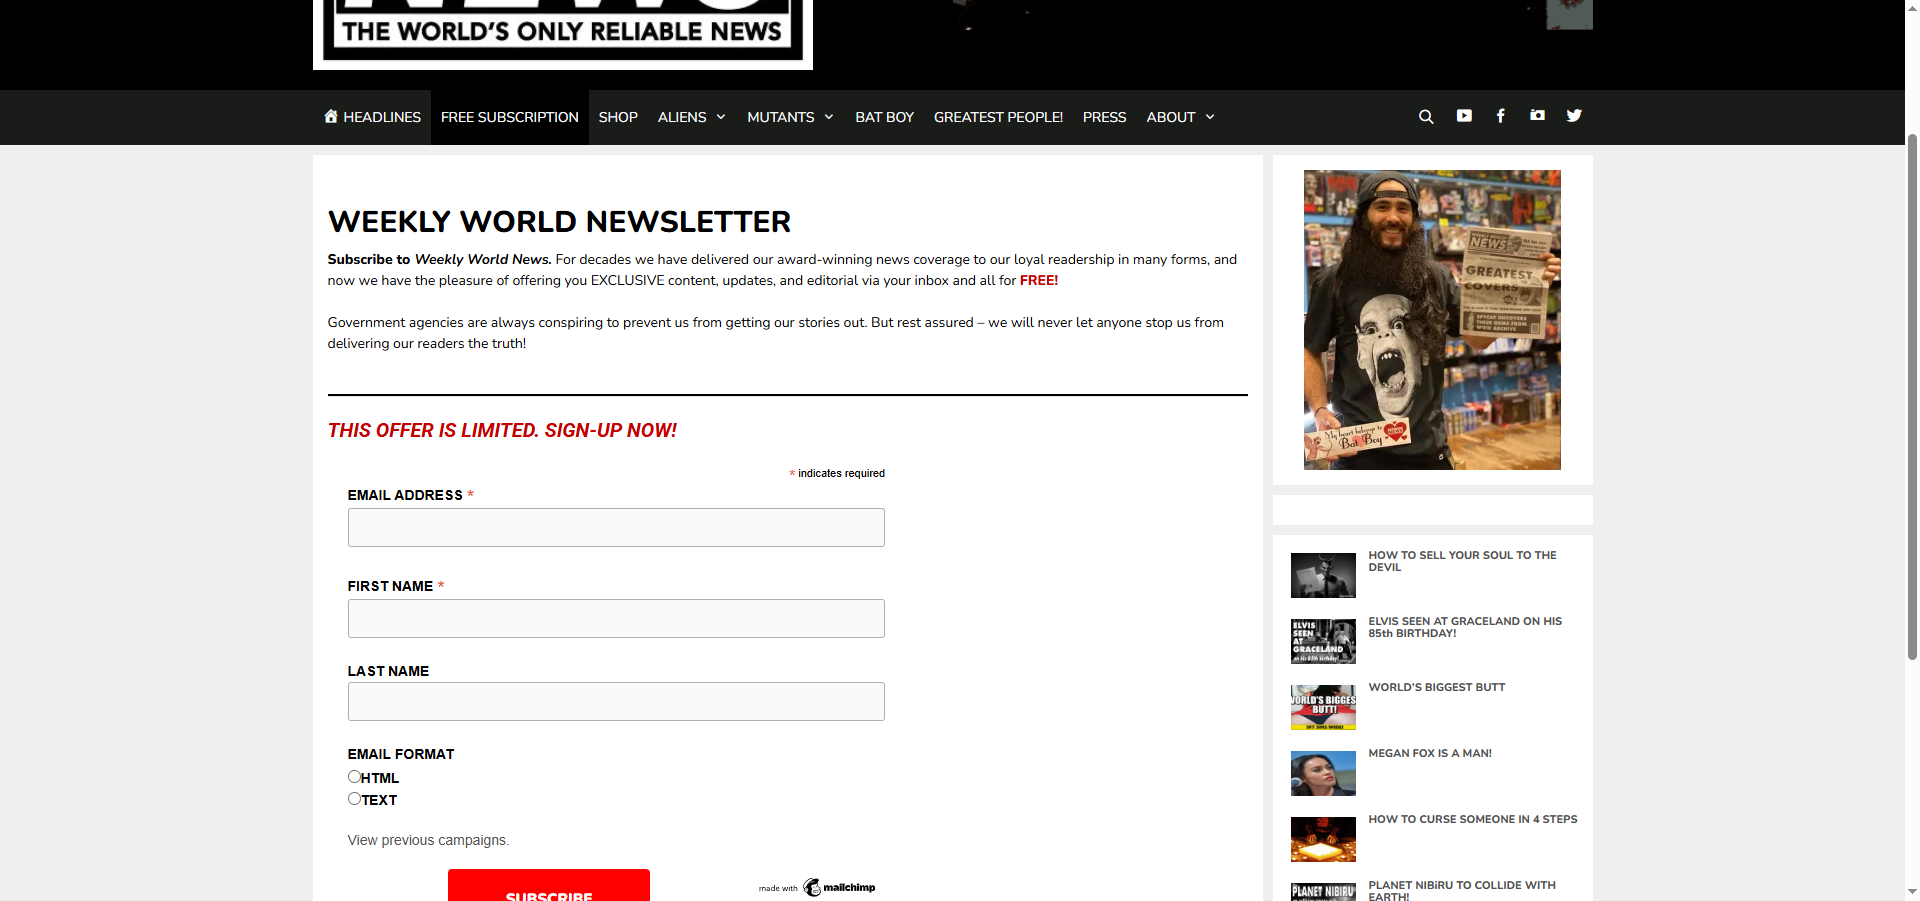 THE WORLD'S ONLY RELIABLE NEWS
HEADLINES FREE SUBSCRIPTION SHOP ALIENS MUTANTS BAT BOY GREATEST PEOPLE! PRESS ABOUT
WEEKLY WORLD NEWSLETTER
Subscribe to Weekly World News. For decades we have delivered our award-winning news coverage to our loyal readership in many forms, and
now we have the pleasure of offering you EXCLUSIVE content, updates, and editorial via your inbox and all for FREE!
Government agencies are always conspiring to prevent us from getting our stories out. But rest assured – we will never let anyone stop us from
delivering our readers the truth!
THIS OFFER IS LIMITED. SIGN-UP NOW!
* indicates required
EMAIL ADDRESS *
FIRST NAME *
LAST NAME
EMAIL FORMAT
HTML
TEXT
View previous campaigns.
SUBSCRIBE
made with mailchimp
NEWS
GREATEST
COVERS
My heart belongs to
Bat Boy
HOW TO SELL YOUR SOUL TO THE
DEVIL
ELVIS
SEEN
AT
GRACELAND
on his 85th birthday!
ELVIS SEEN AT GRACELAND ON HIS
85th BIRTHDAY!
WORLD'S BIGGEST
BUTT!
WORLD'S BIGGEST BUTT
MEGAN FOX IS A MAN!
HOW TO CURSE SOMEONE IN 4 STEPS
PLANET NIBIRU
PLANET NIBiRU TO COLLIDE WITH
EARTH!